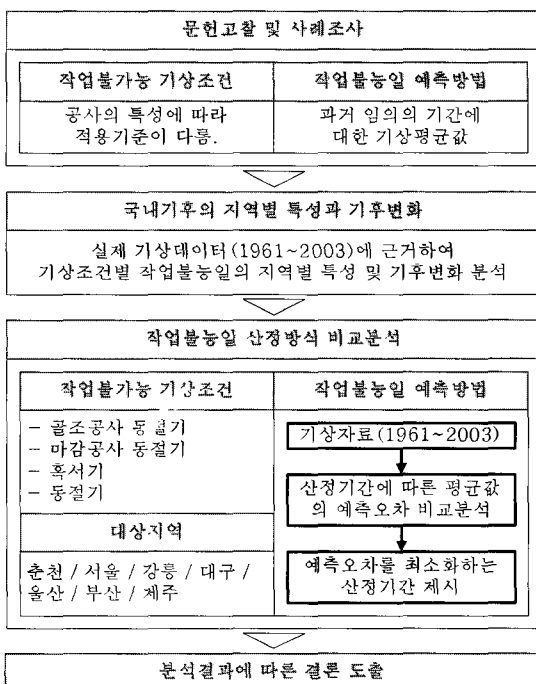 문헌고찰 및 사례조사
작업불가능 기상조건
작업불능일 예측방법
공사의 특성에 따라
적용기준이 다름.
과거 임의의 기간에
대한 기상평균값
국내기후의 지역별 특성과 기후변화
실제 기상데이터(1961~2003)에 근거하여
기상조건별 작업불능일의 지역별 특성 및 기후변화 분석
작업불능일 산정방식 비교분석
작업불가능 기상조건
작업불능일 예측방법
- 골조공사 동절기
- 마감공사 동절기
- 혹서기
- 동절기
대상지역
춘천 / 서울 / 강릉 / 대구 /
울산 / 부산 / 제주
기상자료(1961~2003)
산정기간에 따른 평균값
의 예측오차 비교분석
예측오차를 최소화하는
산정기간 제시
분석결과에 따른 결론 도출